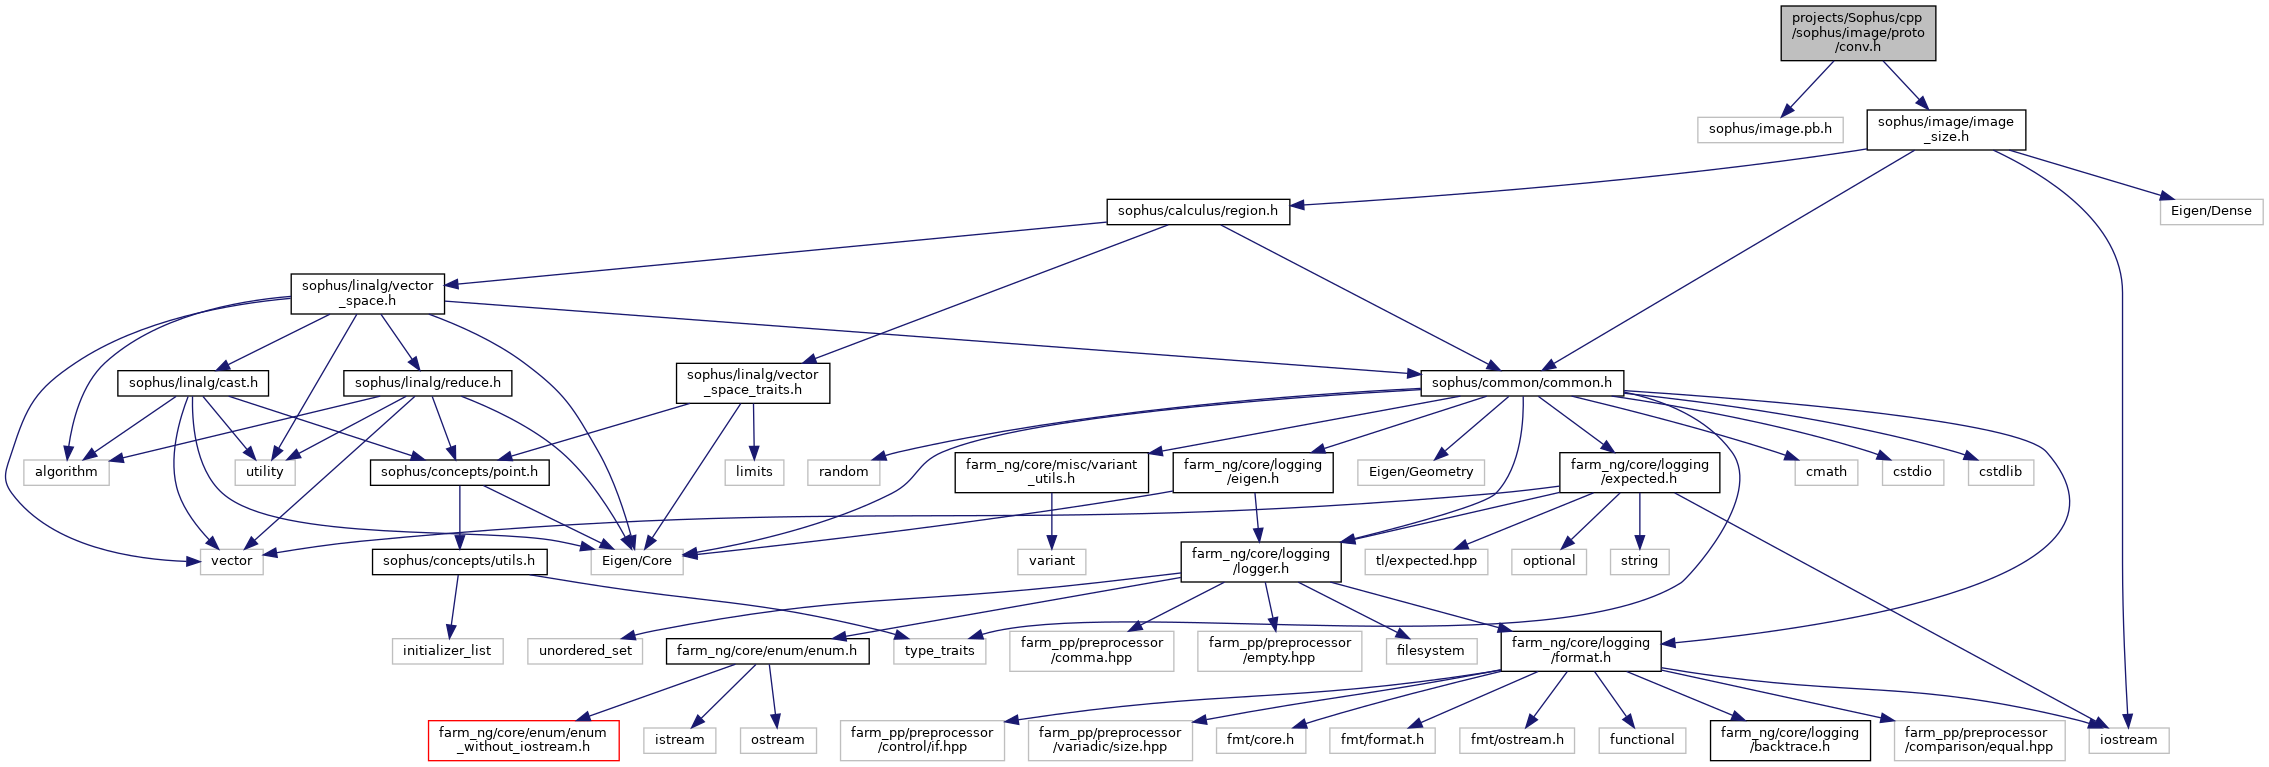 projects/Sophus/cpp
/sophus/image/proto
/conv.h
sophus/image.pb.h
sophus/image/image
_size.h
sophus/calculus/region.h
Eigen/Dense
sophus/linalg/vector
_space.h
sophus/linalg/cast.h
sophus/linalg/reduce.h
sophus/linalg/vector
_space_traits.h
sophus/common/common.h
algorithm
utility
sophus/concepts/point.h
limits
random
farm_ng/core/misc/variant
_utils.h
farm_ng/core/logging
/eigen.h
Eigen/Geometry
farm_ng/core/logging
/expected.h
cmath
cstdio
cstdlib
vector
sophus/concepts/utils.h
Eigen/Core
variant
farm_ng/core/logging
/logger.h
tl/expected.hpp
optional
string
initializer_list
unordered_set
farm_ng/core/enum/enum.h
type_traits
farm_pp/preprocessor
/comma.hpp
farm_pp/preprocessor
/empty.hpp
filesystem
farm_ng/core/logging
/format.h
farm_ng/core/enum/enum
_without_iostream.h
istream
ostream
farm_pp/preprocessor
/control/if.hpp
farm_pp/preprocessor
/variadic/size.hpp
fmt/core.h
fmt/format.h
fmt/ostream.h
functional
farm_ng/core/logging
/backtrace.h
farm_pp/preprocessor
/comparison/equal.hpp
iostream